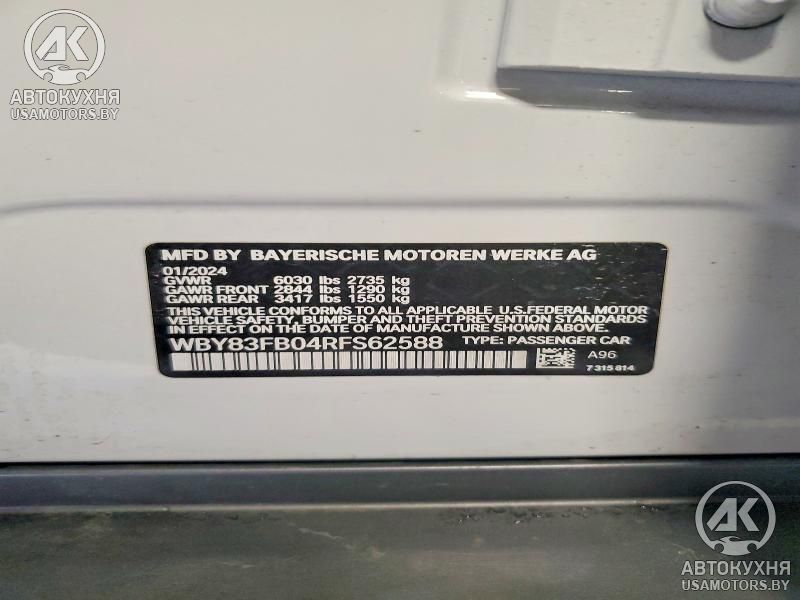 АК
АВТОКУХНЯ
USAMOTORS.BY
MFD BY BAYERISCHE MOTOREN WERKE AG
01/2024
GVWR 6030 lbs 2735 kg
GAWR FRONT 2844 lbs 1290 kg
GAWR REAR 3417 lbs 1550 kg
THIS VEHICLE CONFORMS TO ALL APPLICABLE U.S.FEDERAL MOTOR
VEHICLE SAFETY, BUMPER AND THEFT PREVENTION STANDARDS
IN EFFECT ON THE DATE OF MANUFACTURE SHOWN ABOVE.
WBY83FB04RFS62588 TYPE: PASSENGER CAR
A96
7 315 814
АК
АВТОКУХНЯ
USAMOTORS.BY